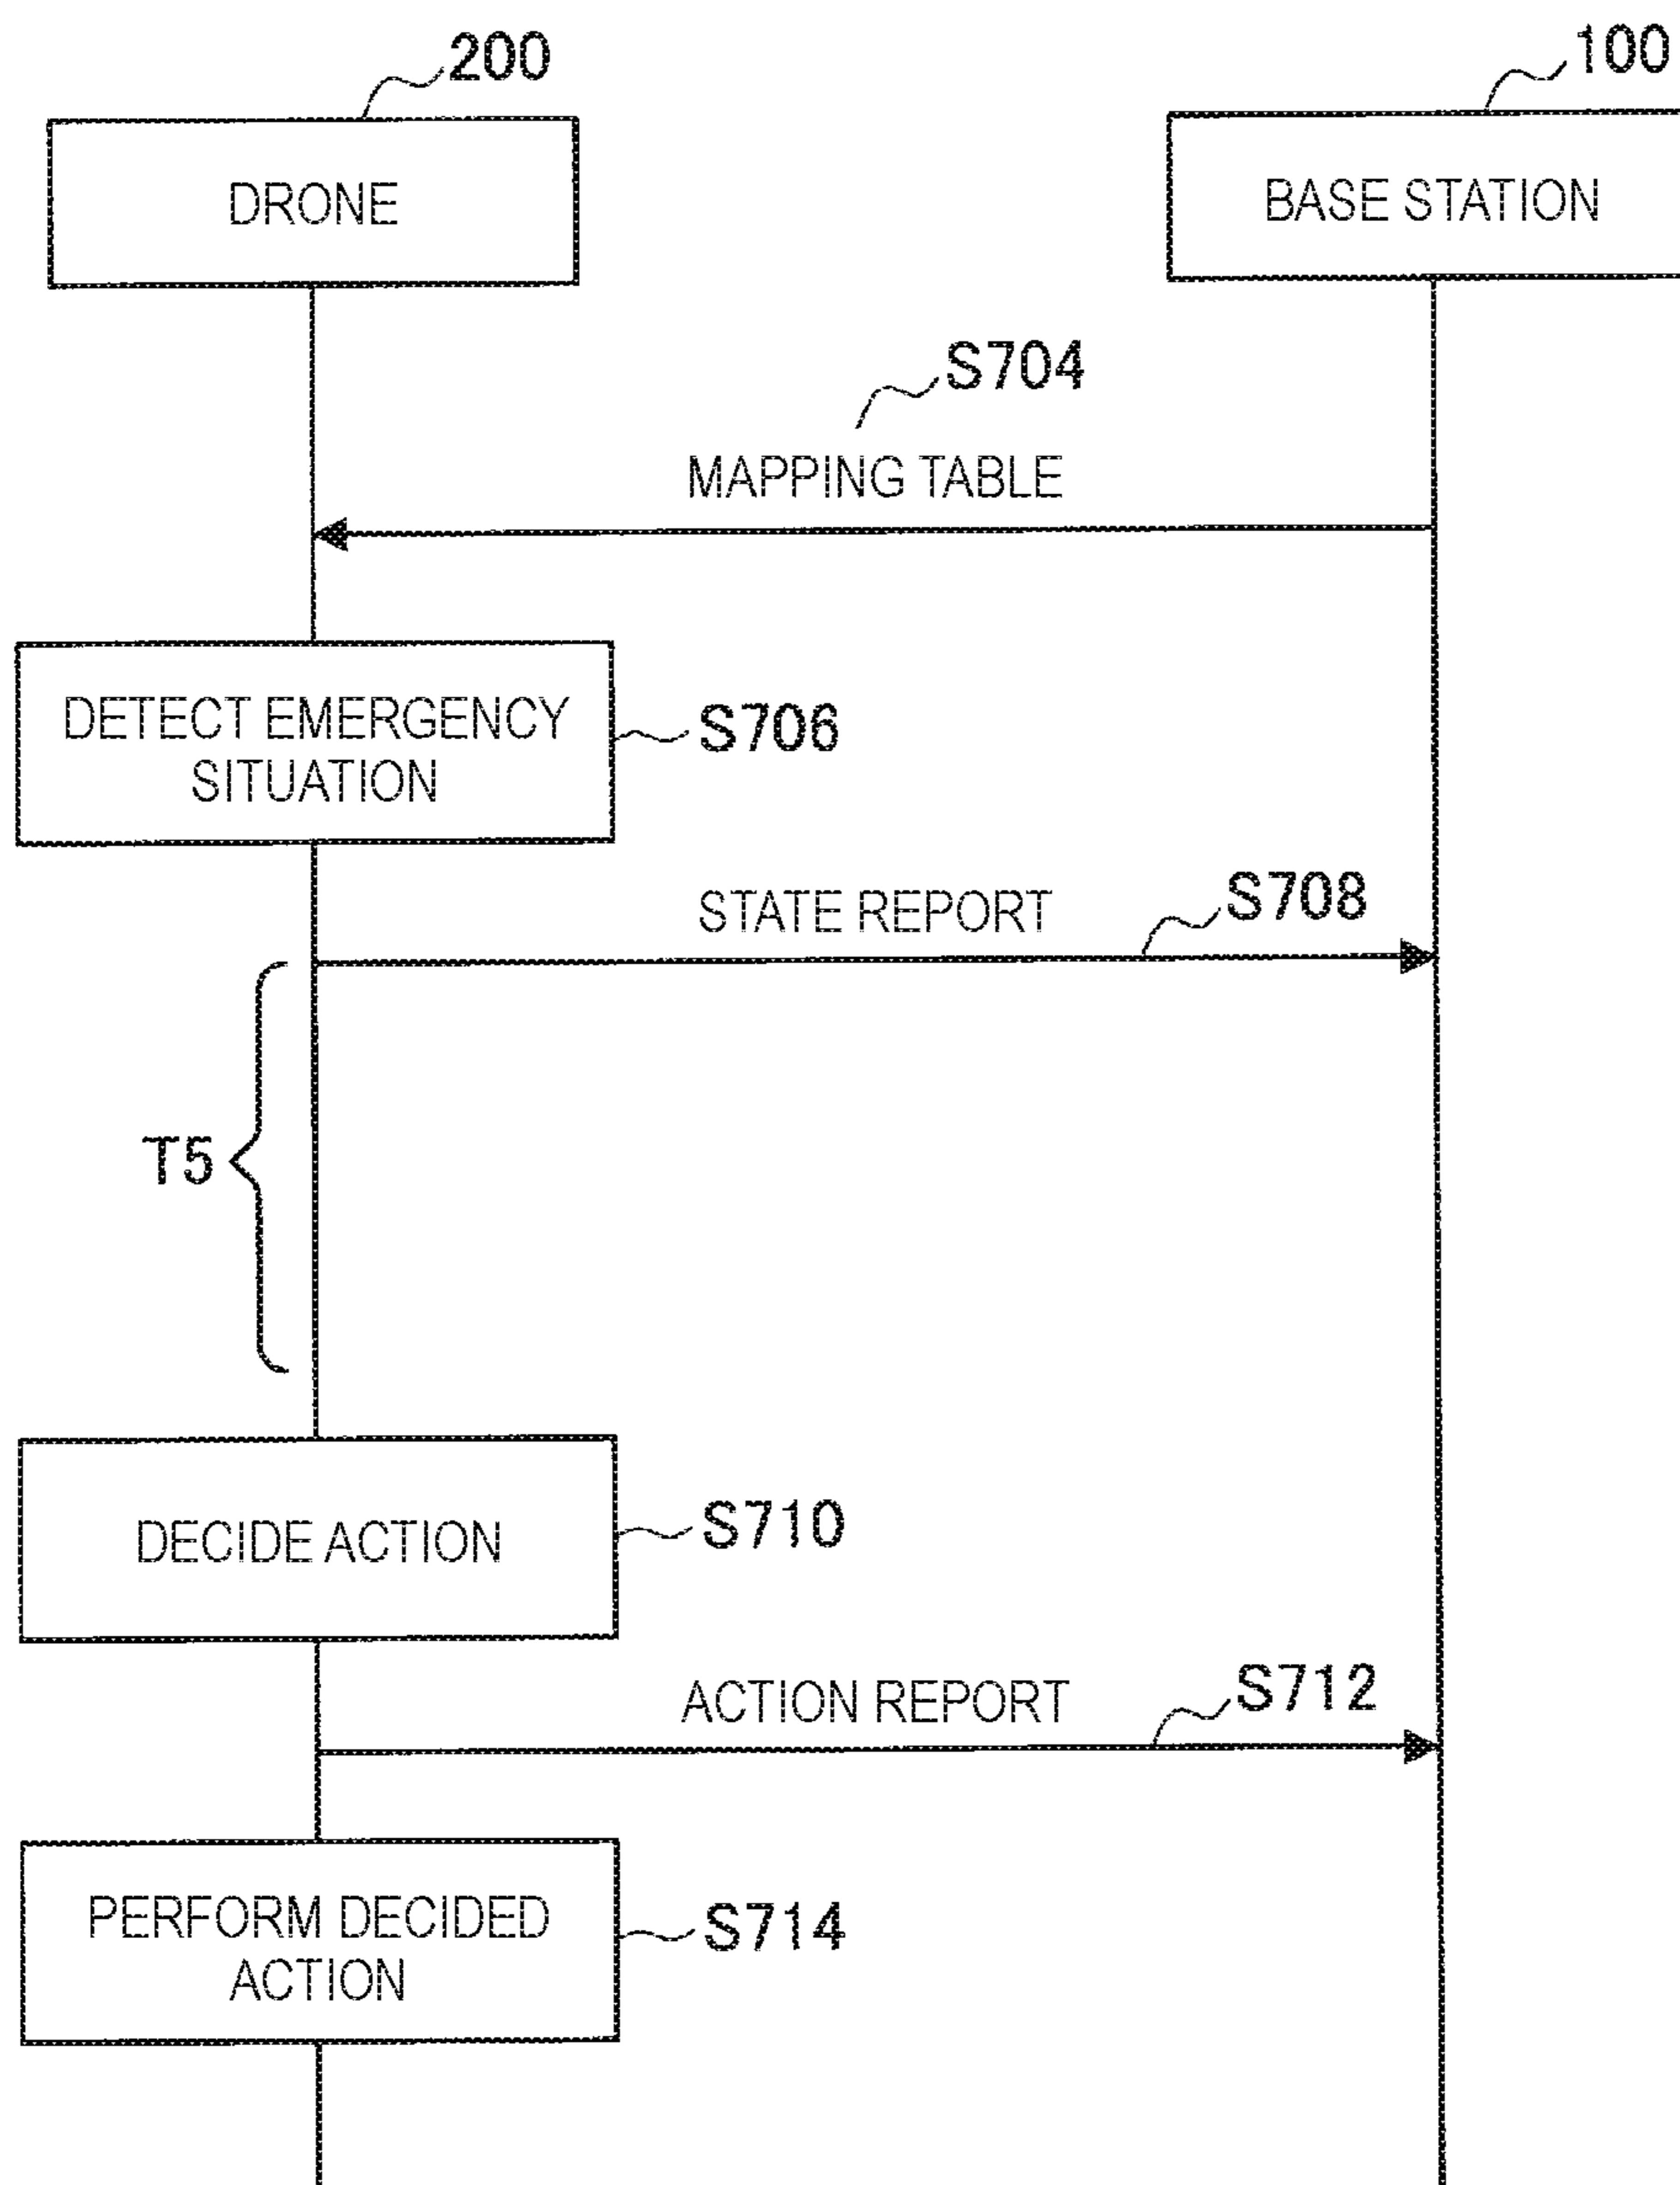 200
100
DRONE
BASE STATION
S704
MAPPING TABLE
DETECT EMERGENCY
SITUATION
S706
STATE REPORT
S708
T5
DECIDE ACTION
S710
ACTION REPORT
S712
PERFORM DECIDED
ACTION
S714